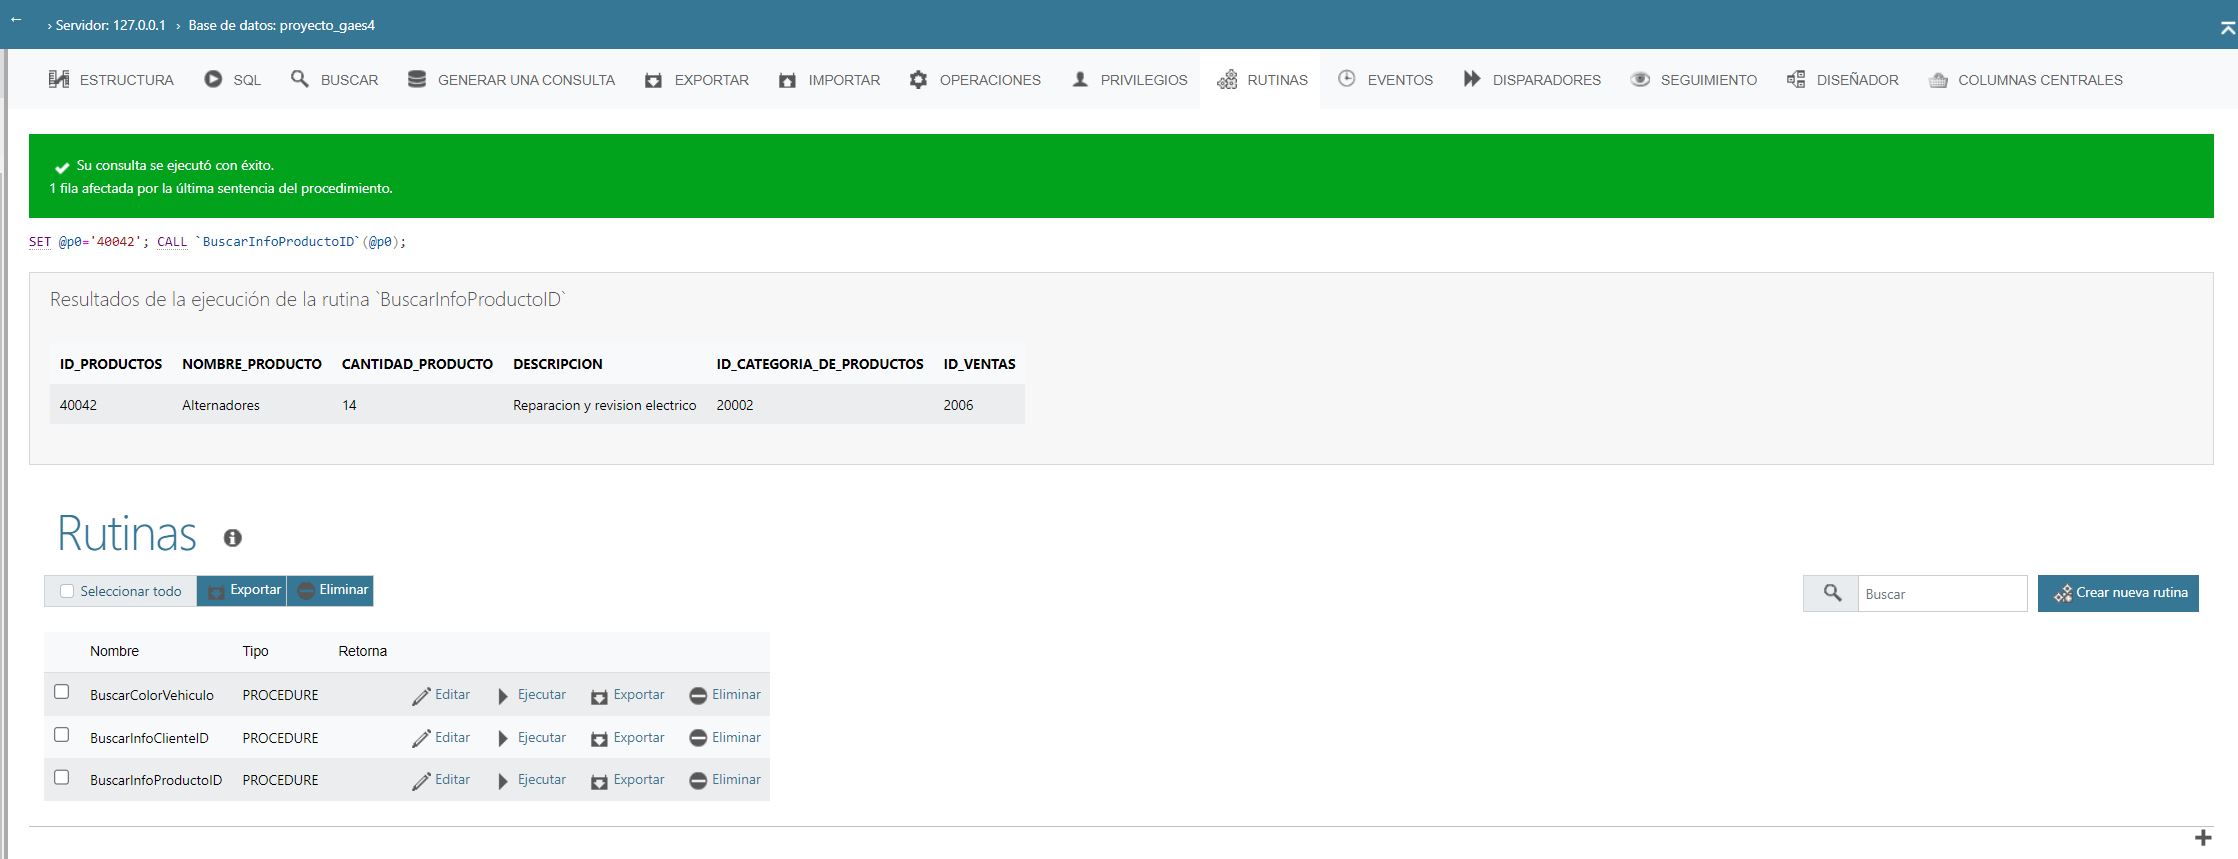 ← › Servidor: 127.0.0.1 › Base de datos: proyecto_gaes4
ESTRUCTURA SQL BUSCAR GENERAR UNA CONSULTA EXPORTAR IMPORTAR OPERACIONES PRIVILEGIOS RUTINAS EVENTOS DISPARADORES SEGUIMIENTO DISEÑADOR COLUMNAS CENTRALES
Su consulta se ejecutó con éxito.
1 fila afectada por la última sentencia del procedimiento.
SET @p0='40042'; CALL `BuscarInfoProductoID`(@p0);
Resultados de la ejecución de la rutina `BuscarInfoProductoID`
ID_PRODUCTOS NOMBRE_PRODUCTO CANTIDAD_PRODUCTO DESCRIPCION ID_CATEGORIA_DE_PRODUCTOS ID_VENTAS
40042 Alternadores 14 Reparacion y revision electrico 20002 2006
Rutinas
Seleccionar todo Exportar Eliminar Buscar Crear nueva rutina
Nombre Tipo Retorna
BuscarColorVehiculo PROCEDURE Editar Ejecutar Exportar Eliminar
BuscarInfoClienteID PROCEDURE Editar Ejecutar Exportar Eliminar
BuscarInfoProductoID PROCEDURE Editar Ejecutar Exportar Eliminar